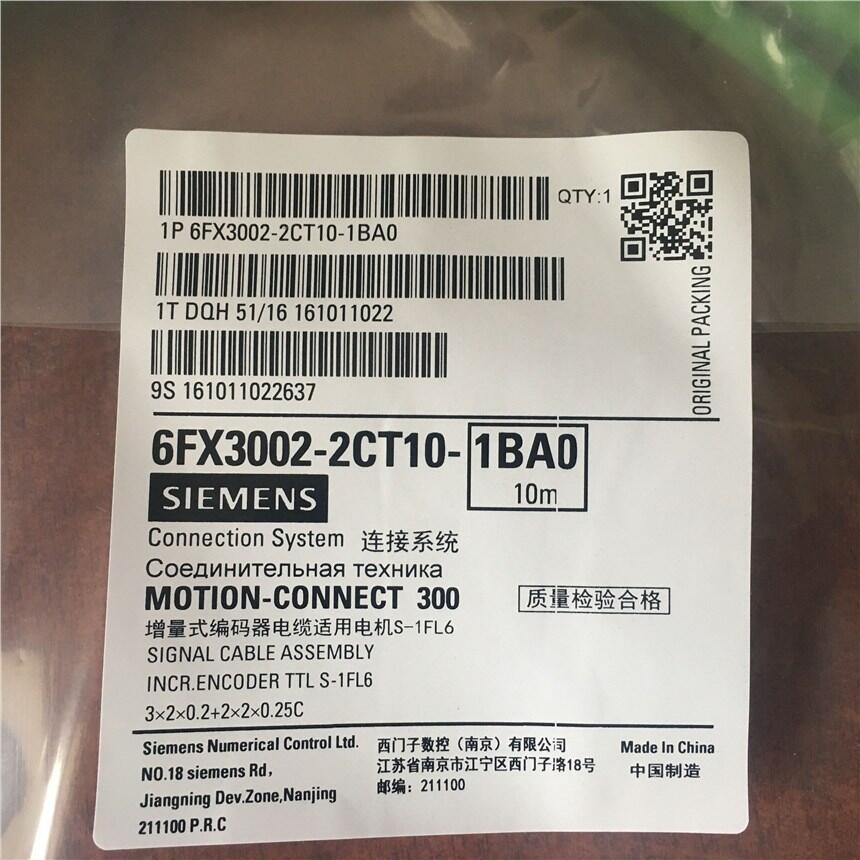 QTY:1
1P 6FX3002-2CT10-1BA0
1T DQH 51/16 161011022
9S 161011022637
ORIGINAL PACKING
6FX3002-2CT10-1BA0
10m
SIEMENS
Connection System 连接系统
Соединительная техника
MOTION-CONNECT 300
质量检验合格
增量式编码器电缆适用电机S-1FL6
SIGNAL CABLE ASSEMBLY
INCR.ENCODER TTL S-1FL6
3×2×0.2+2×2×0.25C
Siemens Numerical Control Ltd.
NO.18 siemens Rd,
Jiangning Dev.Zone,Nanjing
211100 P.R.C
西门子数控（南京）有限公司
江苏省南京市江宁区西门子路18号
邮编：211100
Made In China
中国制造